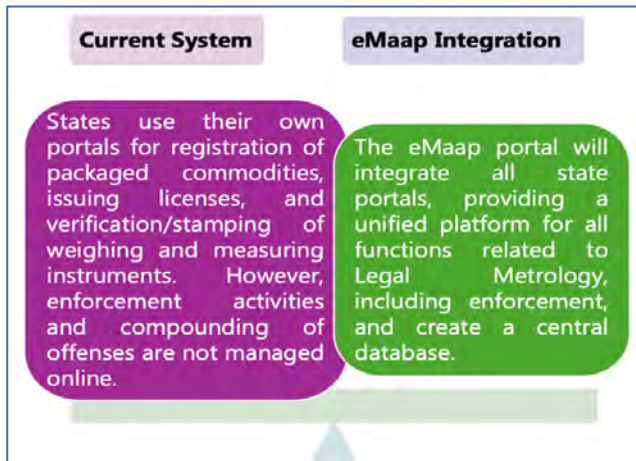 Current System
eMaap Integration
States use their own
portals for registration of
packaged commodities,
issuing licenses, and
verification/stamping of
weighing and measuring
instruments. However,
enforcement activities
and compounding of
offenses are not managed
online.
The eMaap portal will
integrate all state
portals, providing a
unified platform for all
functions related to
Legal Metrology,
including enforcement,
and create a central
database.